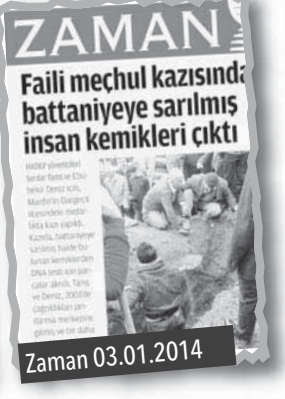 ZAMAN
Faili meçhul kazısında
battaniyeye sarılmış
insan kemikleri çıktı
HADEP yöneticileri
Serdar Tanış ve Ebu-
bekir Deniz için,
Mardin'in Dargeçit
ilçesindeki mezar-
lıkta kazı yapıldı.
Kazıda, battaniyeye
sarılmış halde bu-
lunan kemiklerden
DNA testi için par-
çalar alındı. Tanış
ve Deniz, 2001'de
çağrıldıkları jan-
darma merkezine
gitmiş ve bir daha
Zaman 03.01.2014